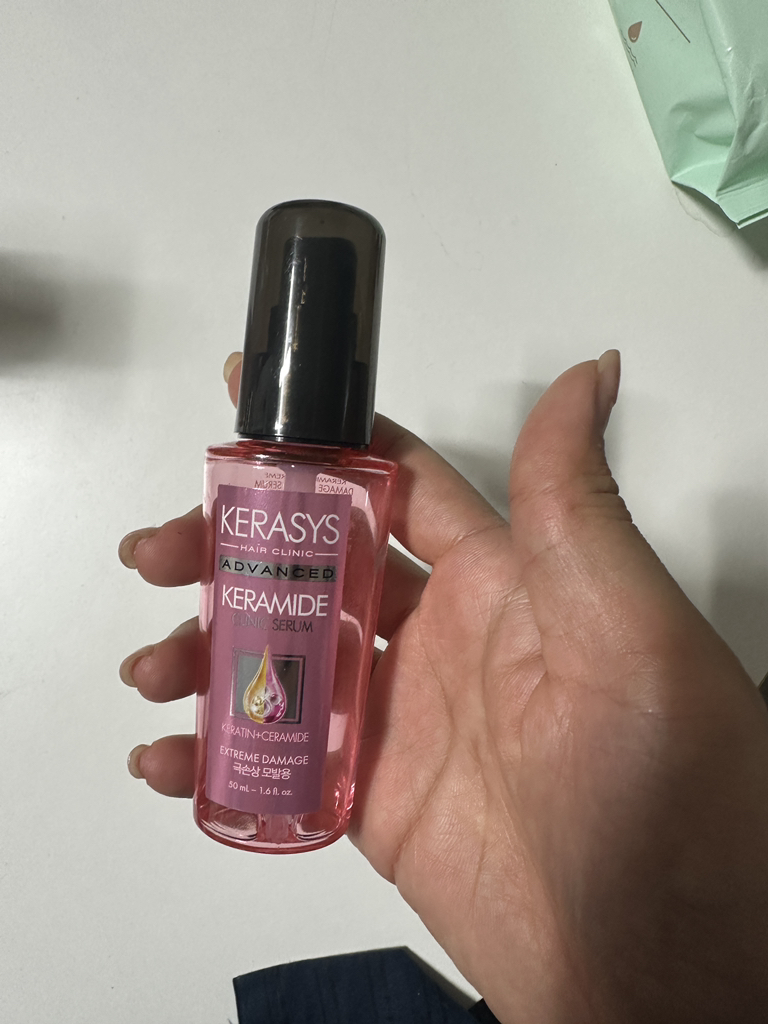 KERASYS
HAIR CLINIC
ADVANCED
KERAMIDE
CLINIC SERUM
KERATIN+CERAMIDE
EXTREME DAMAGE
극손상 모발용
50 mL – 1.6 fl. oz.